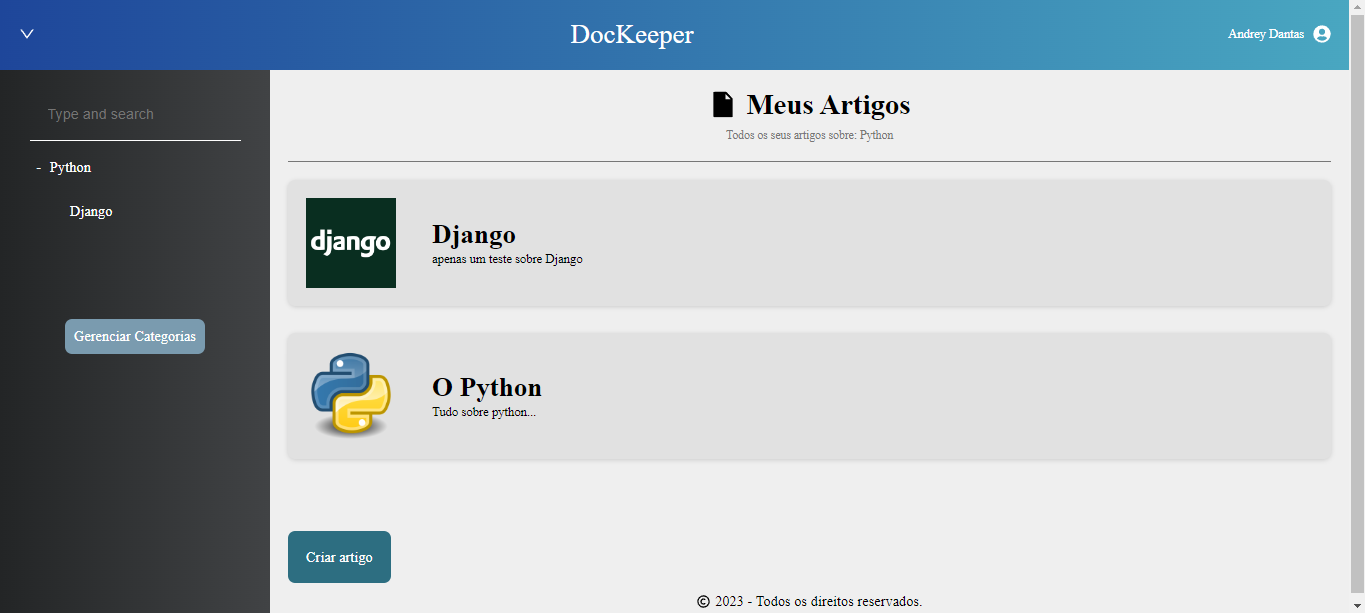 DocKeeper
Andrey Dantas
Type and search
- Python
Django
Gerenciar Categorias
Meus Artigos
Todos os seus artigos sobre: Python
django
Django
apenas um teste sobre Django
O Python
Tudo sobre python...
Criar artigo
© 2023 - Todos os direitos reservados.